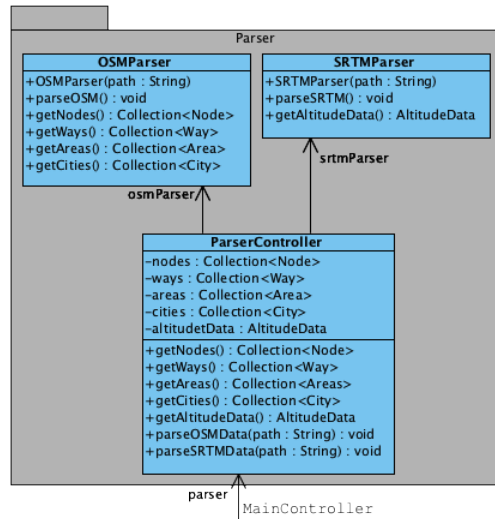 Parser
OSMParser
+OSMParser(path : String)
+parseOSM() : void
+getNodes() : Collection<Node>
+getWays() : Collection<Way>
+getAreas() : Collection<Area>
+getCities() : Collection<City>
SRTMParser
+SRTMParser(path : String)
+parseSRTM() : void
+getAltitudeData() : AltitudeData
osmParser
srtmParser
ParserController
-nodes : Collection<Node>
-ways : Collection<Way>
-areas : Collection<Area>
-cities : Collection<City>
-altitudetData : AltitudeData
+getNodes() : Collection<Node>
+getWays() : Collection<Way>
+getAreas() : Collection<Areas>
+getCities() : Collection<City>
+getAltitudeData() : AltitudeData
+parseOSMData(path : String) : void
+parseSRTMData(path : String) : void
parser
MainController